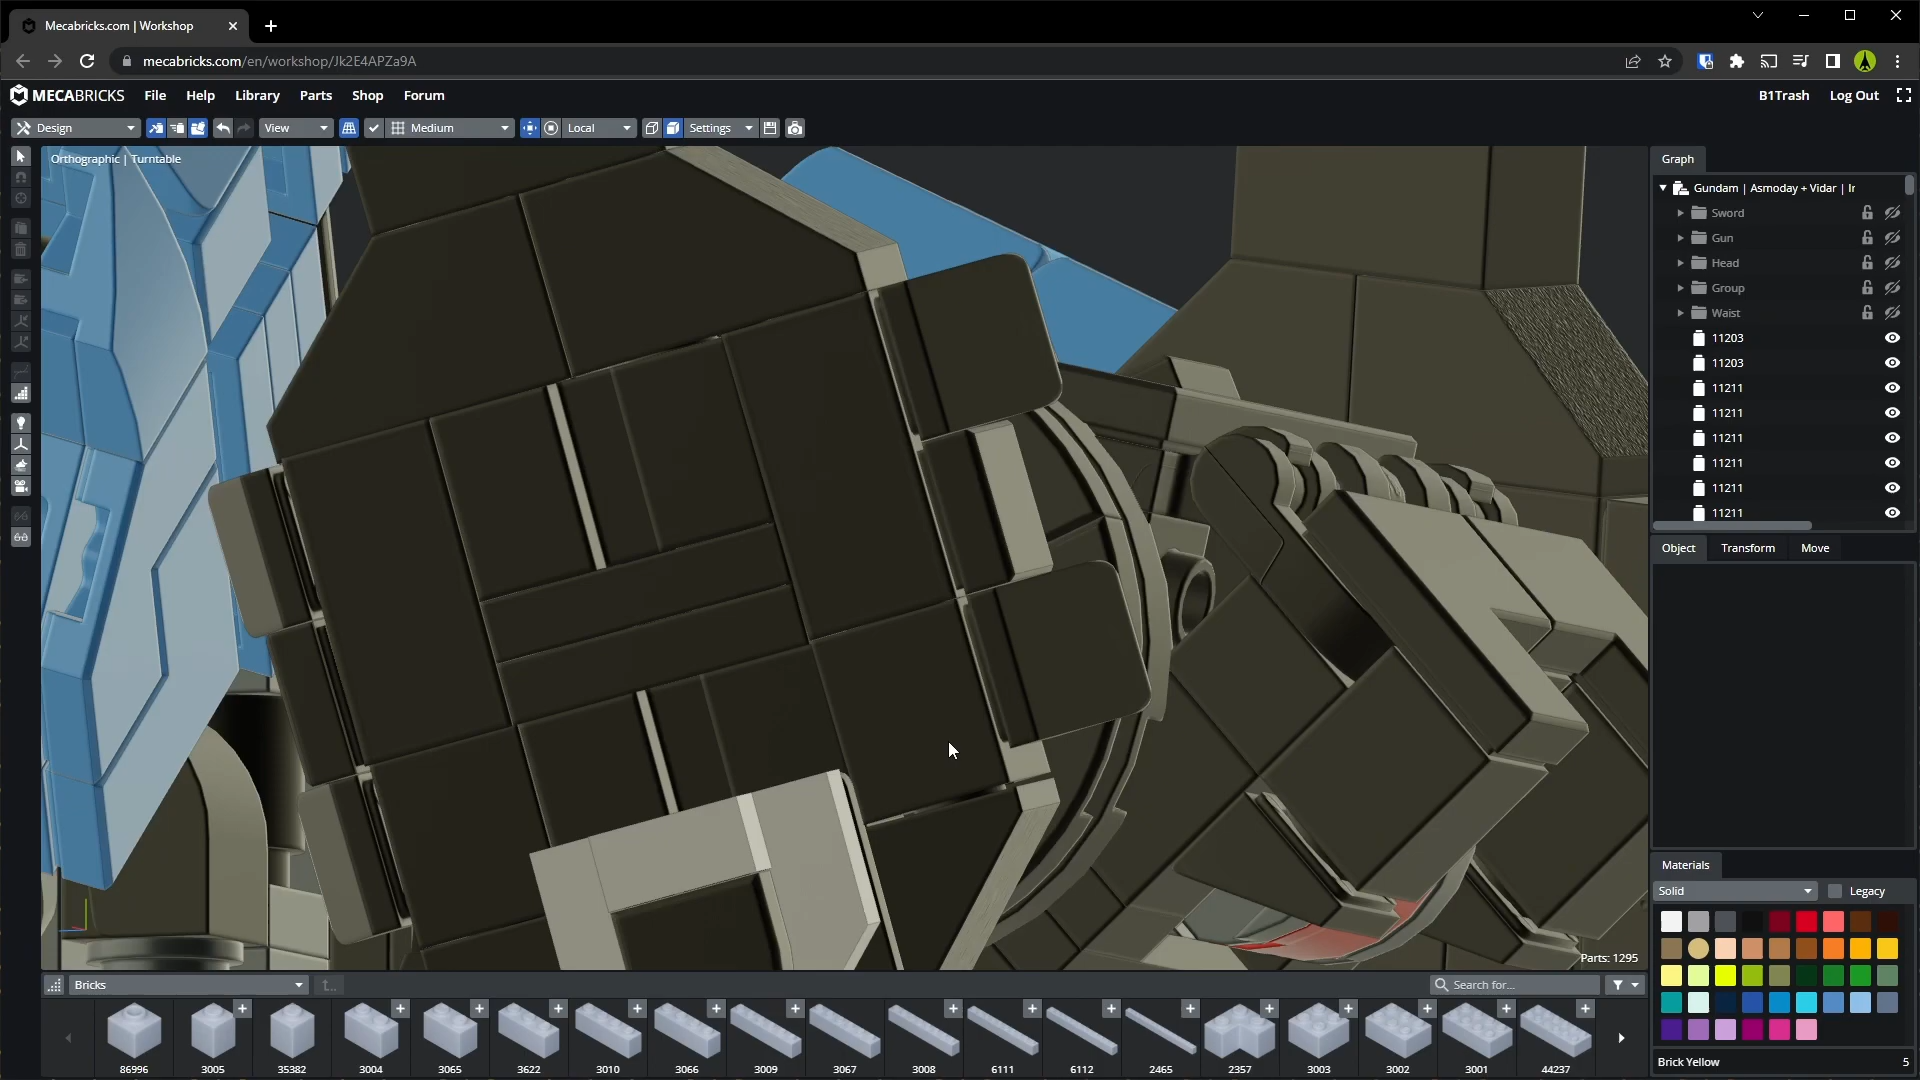 Mecabricks.com | Workshop
mecabricks.com/en/workshop/Jk2E4APZa9A
MECABRICKS File Help Library Parts Shop Forum B1Trash Log Out
Design View Medium Local Settings
Orthographic | Turntable
Graph
Gundam | Asmoday + Vidar | Ir
Sword
Gun
Head
Group
Waist
11203
11203
11211
11211
11211
11211
11211
11211
Object Transform Move
Materials
Solid Legacy
Parts: 1295
Bricks Search for...
86996 3005 35382 3004 3065 3622 3010 3066 3009 3067 3008 6111 6112 2465 2357 3003 3002 3001 44237
Brick Yellow 5